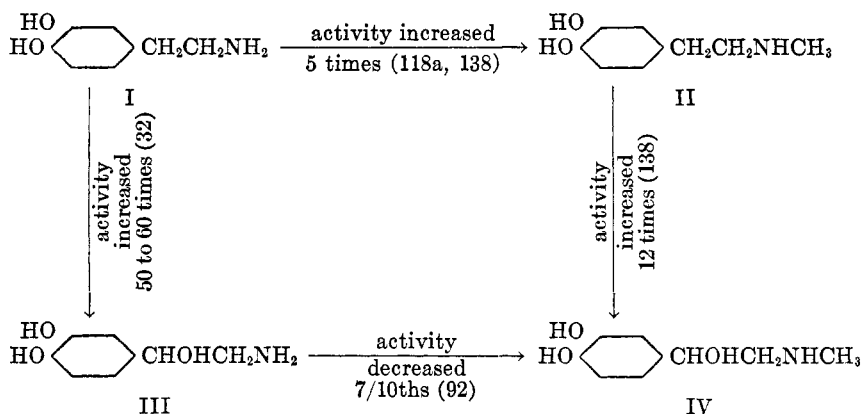 HO
HO CH₂CH₂NH₂
I
activity increased
5 times (118a, 138)
HO
HO CH₂CH₂NHCH₃
II
activity
increased
50 to 60 times (32)
activity
increased
12 times (138)
HO
HO CHOHCH₂NH₂
III
activity
decreased
7/10ths (92)
HO
HO CHOHCH₂NHCH₃
IV